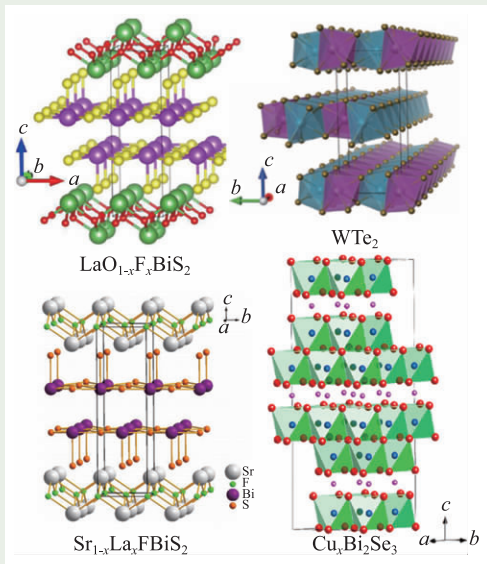 c
b
a
LaO1-xFxBiS2
c
b
a
WTe2
c
a
b
Sr
F
Bi
S
Sr1-xLaxFBiS2
c
a
b
CuxBi2Se3